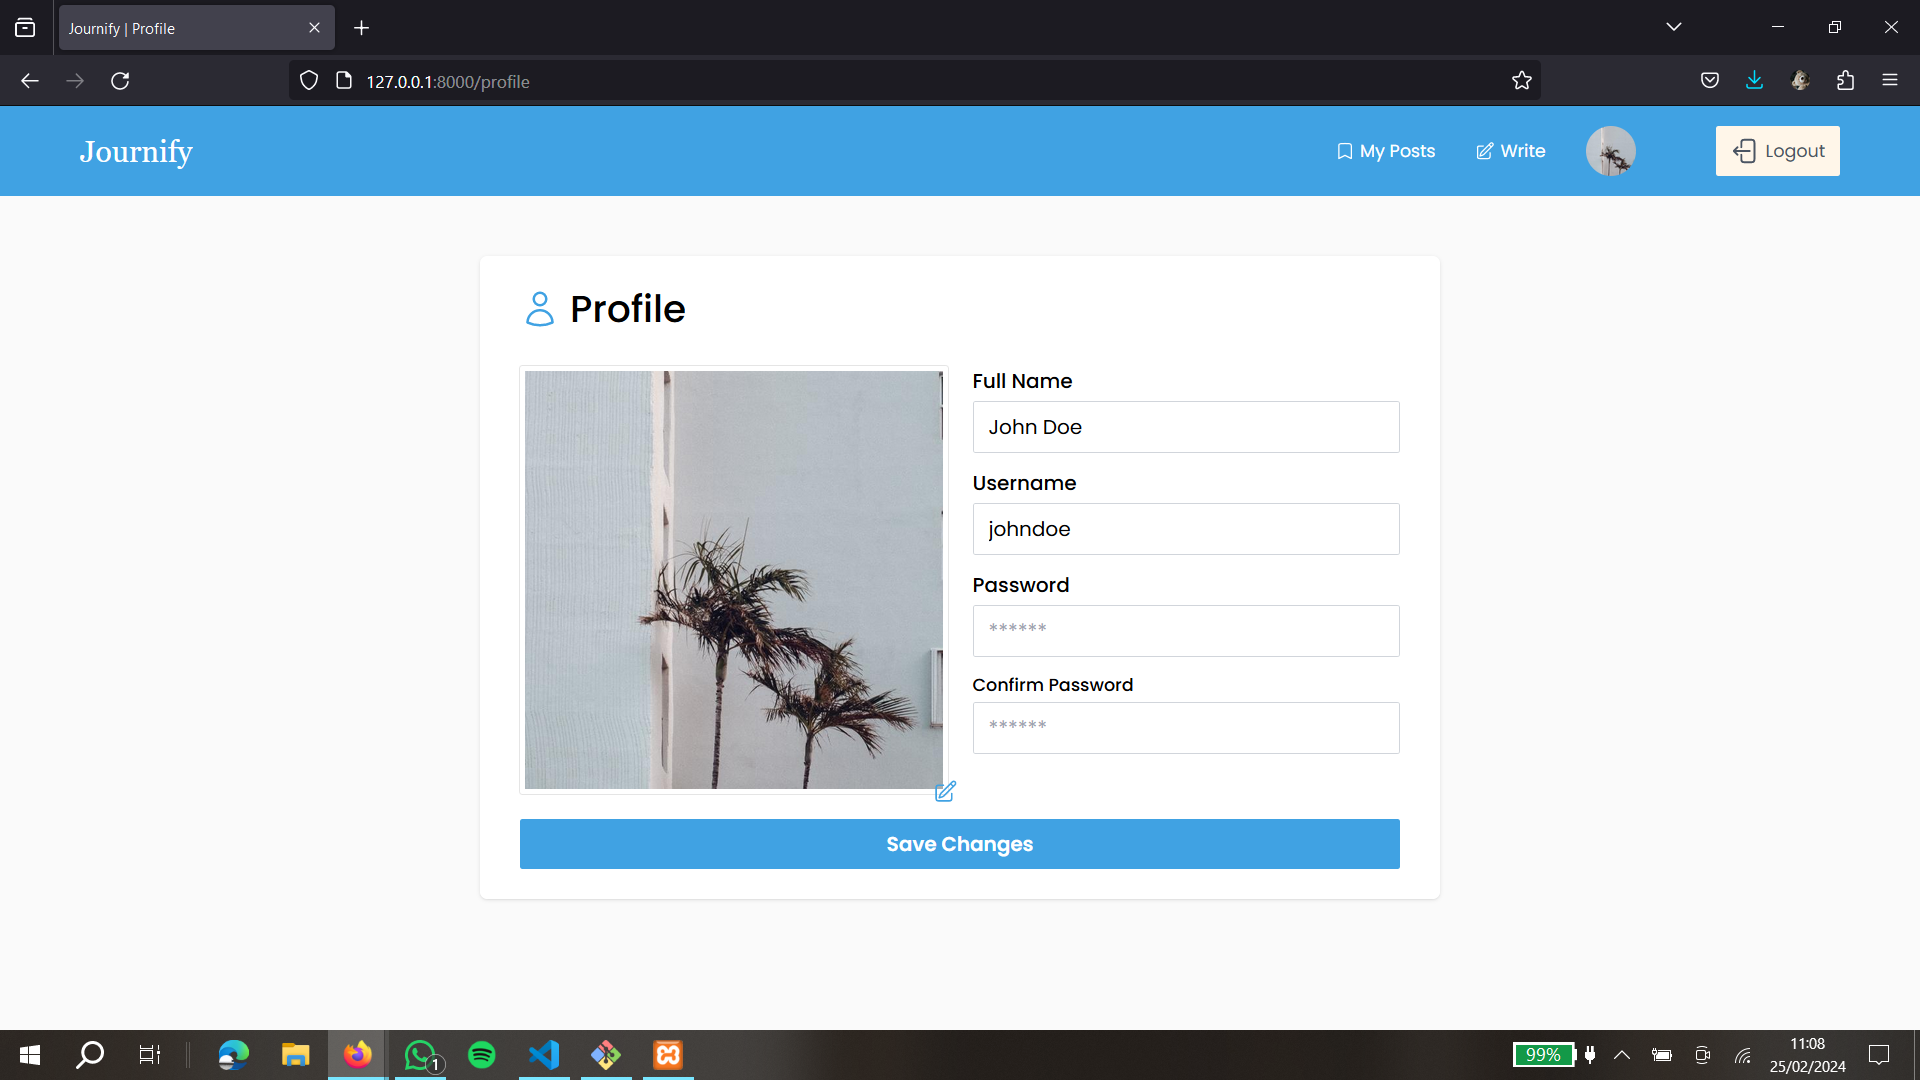 Journify | Profile
127.0.0.1:8000/profile
Journify
My Posts
Write
Logout
Profile
Full Name
John Doe
Username
johndoe
Password
******
Confirm Password
******
Save Changes
1
99%
11:08
25/02/2024